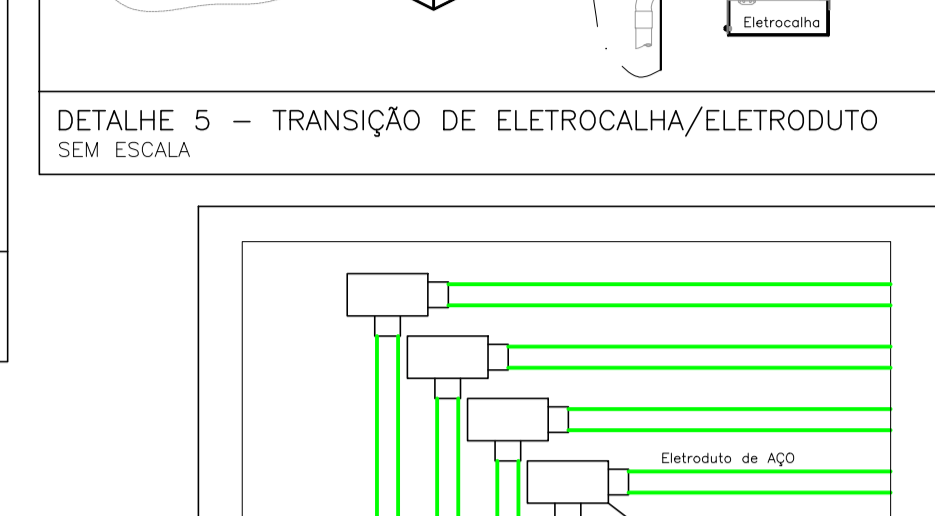 Eletrocalha
DETALHE 5 - TRANSIÇÃO DE ELETROCALHA/ELETRODUTO
SEM ESCALA
Eletroduto de AÇO